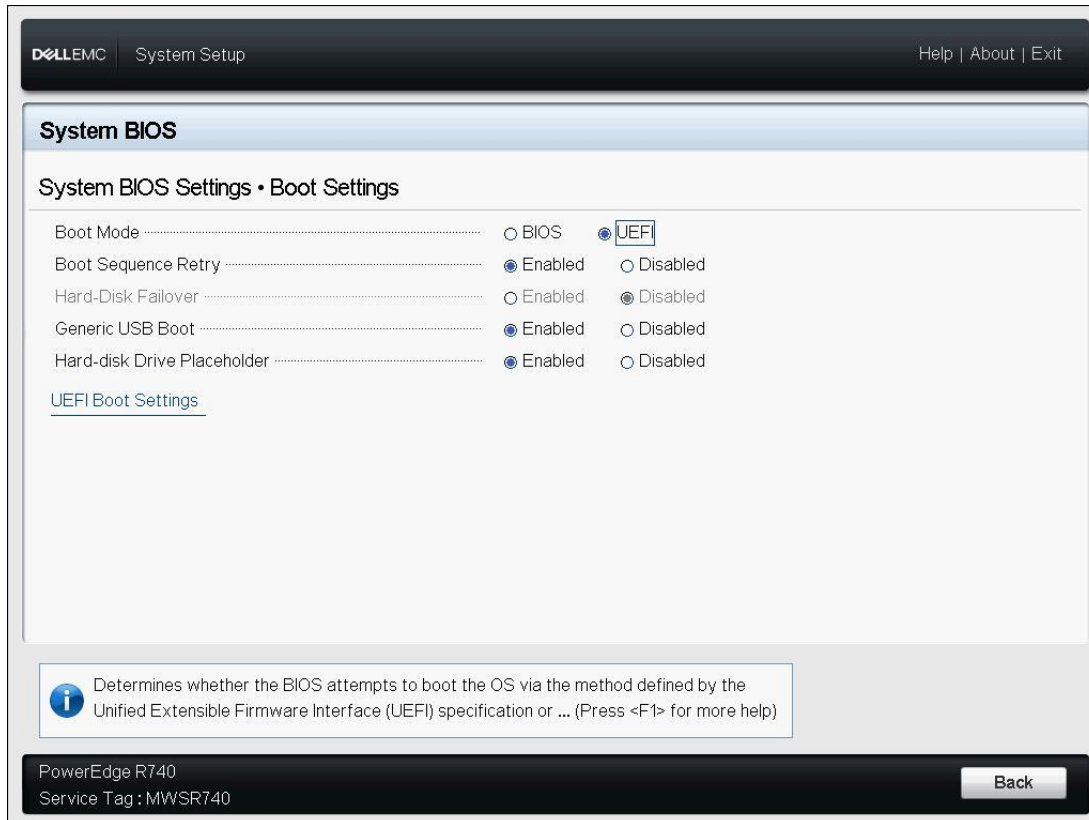 DELLEMC System Setup Help | About | Exit
System BIOS
System BIOS Settings • Boot Settings
Boot Mode BIOS UEFI
Boot Sequence Retry Enabled Disabled
Hard-Disk Failover Enabled Disabled
Generic USB Boot Enabled Disabled
Hard-disk Drive Placeholder Enabled Disabled
UEFI Boot Settings
Determines whether the BIOS attempts to boot the OS via the method defined by the
Unified Extensible Firmware Interface (UEFI) specification or ... (Press <F1> for more help)
PowerEdge R740
Service Tag : MWSR740
Back